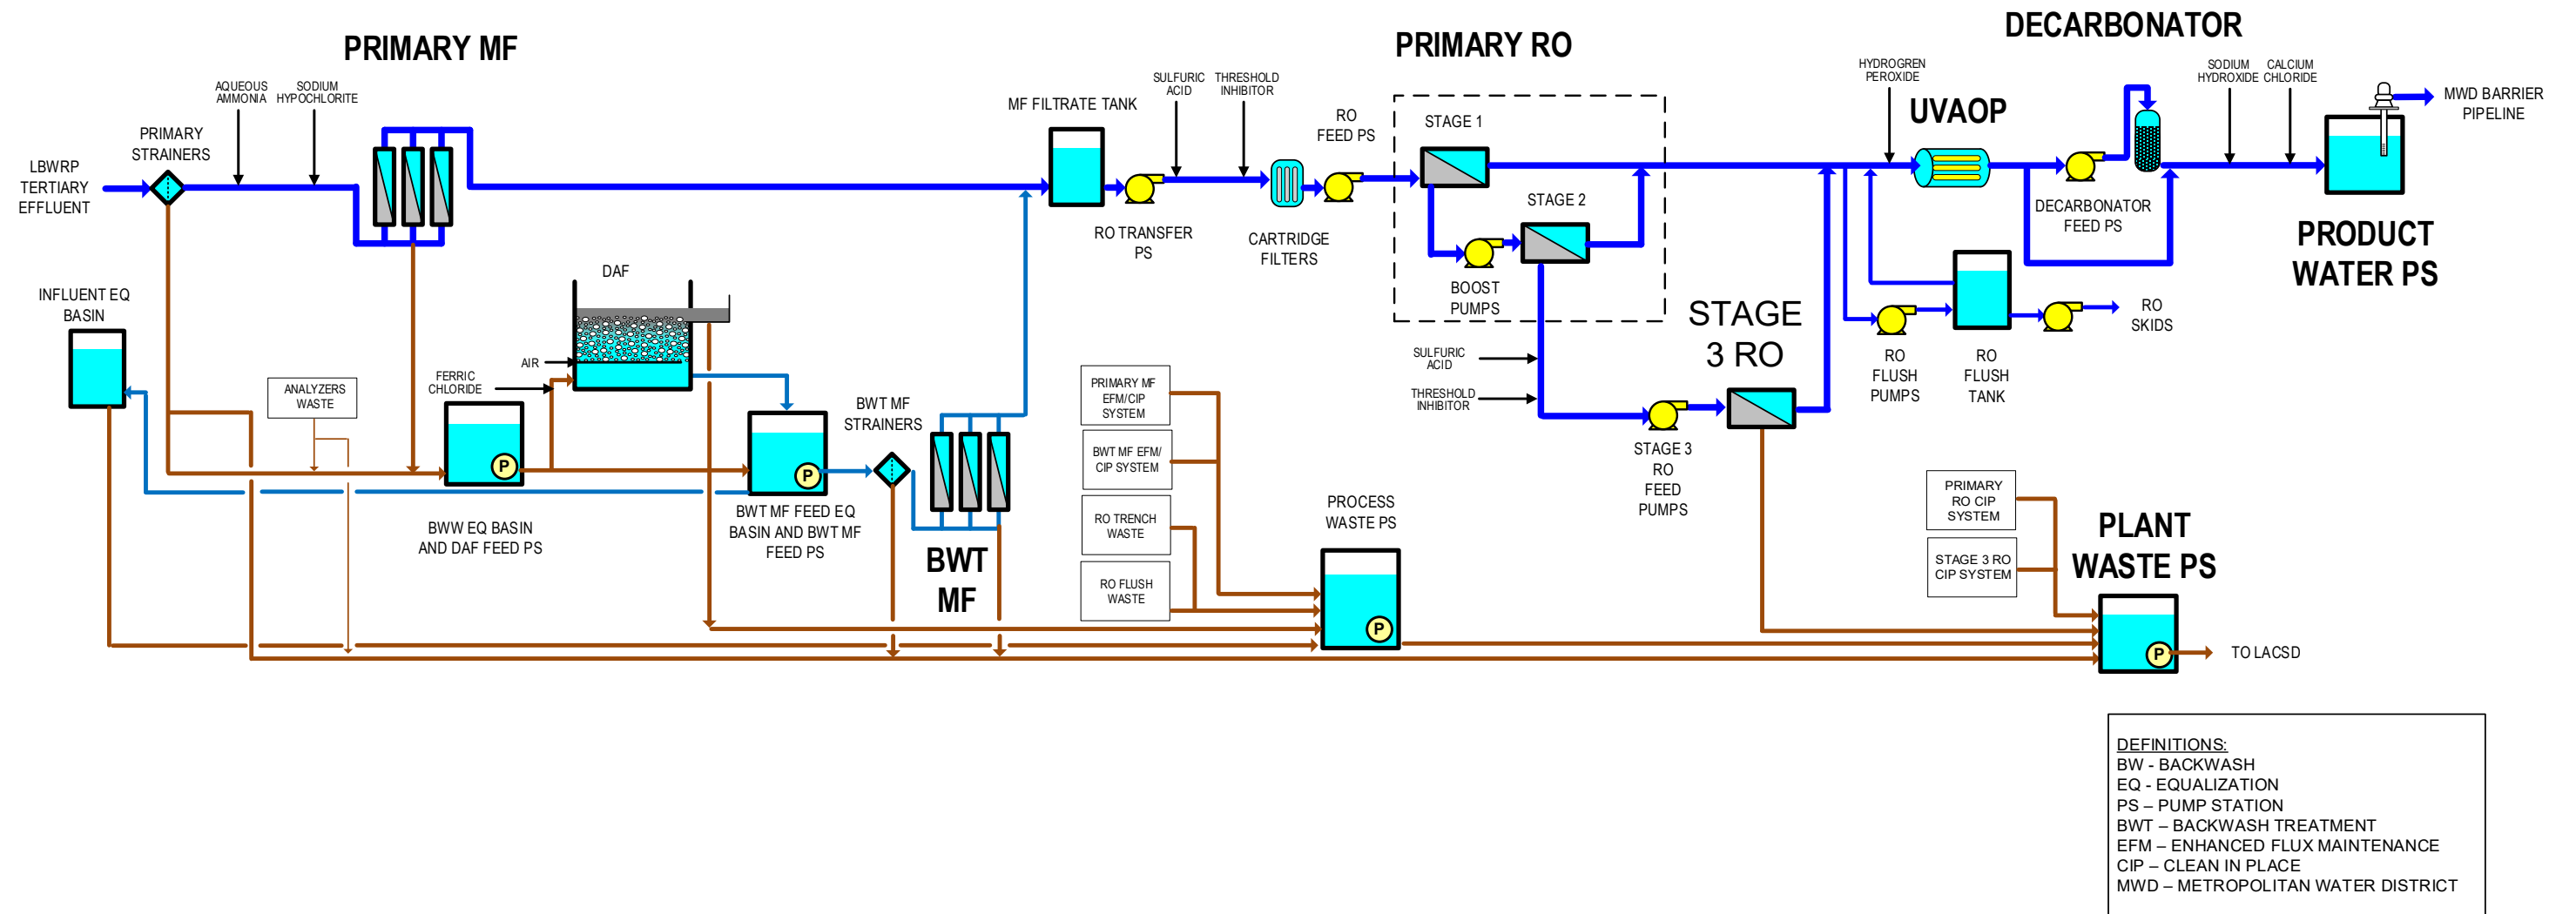 PRIMARY MF
PRIMARY RO
DECARBONATOR
AQUEOUS
AMMONIA
SODIUM
HYPOCHLORITE
PRIMARY
STRAINERS
LBWRP
TERTIARY
EFFLUENT
MF FILTRATE TANK
SULFURIC
ACID
THRESHOLD
INHIBITOR
RO
FEED PS
RO TRANSFER
PS
CARTRIDGE
FILTERS
STAGE 1
STAGE 2
BOOST
PUMPS
HYDROGREN
PEROXIDE
UVAOP
SODIUM
HYDROXIDE
CALCIUM
CHLORIDE
MWD BARRIER
PIPELINE
DECARBONATOR
FEED PS
PRODUCT
WATER PS
INFLUENT EQ
BASIN
DAF
AIR
FERRIC
CHLORIDE
ANALYZERS
WASTE
P
BWW EQ BASIN
AND DAF FEED PS
P
BWT MF FEED EQ
BASIN AND BWT MF
FEED PS
BWT MF
STRAINERS
BWT
MF
PRIMARY MF
EFM/CIP
SYSTEM
BWT MF EFM/
CIP SYSTEM
RO TRENCH
WASTE
RO FLUSH
WASTE
PROCESS
WASTE PS
P
SULFURIC
ACID
THRESHOLD
INHIBITOR
STAGE
3 RO
STAGE 3
RO
FEED
PUMPS
RO
FLUSH
PUMPS
RO
FLUSH
TANK
RO
SKIDS
PRIMARY
RO CIP
SYSTEM
STAGE 3 RO
CIP SYSTEM
PLANT
WASTE PS
P
TO LACSD
DEFINITIONS:
BW - BACKWASH
EQ - EQUALIZATION
PS – PUMP STATION
BWT – BACKWASH TREATMENT
EFM – ENHANCED FLUX MAINTENANCE
CIP – CLEAN IN PLACE
MWD – METROPOLITAN WATER DISTRICT